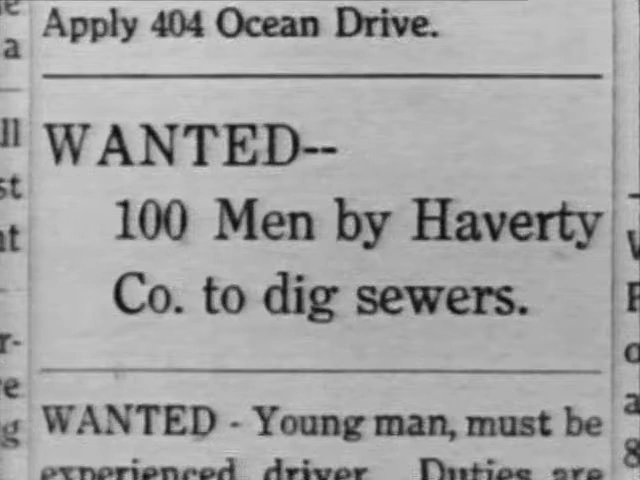 Apply 404 Ocean Drive.
WANTED--
100 Men by Haverty
Co. to dig sewers.
WANTED - Young man, must be
experienced driver. Duties are